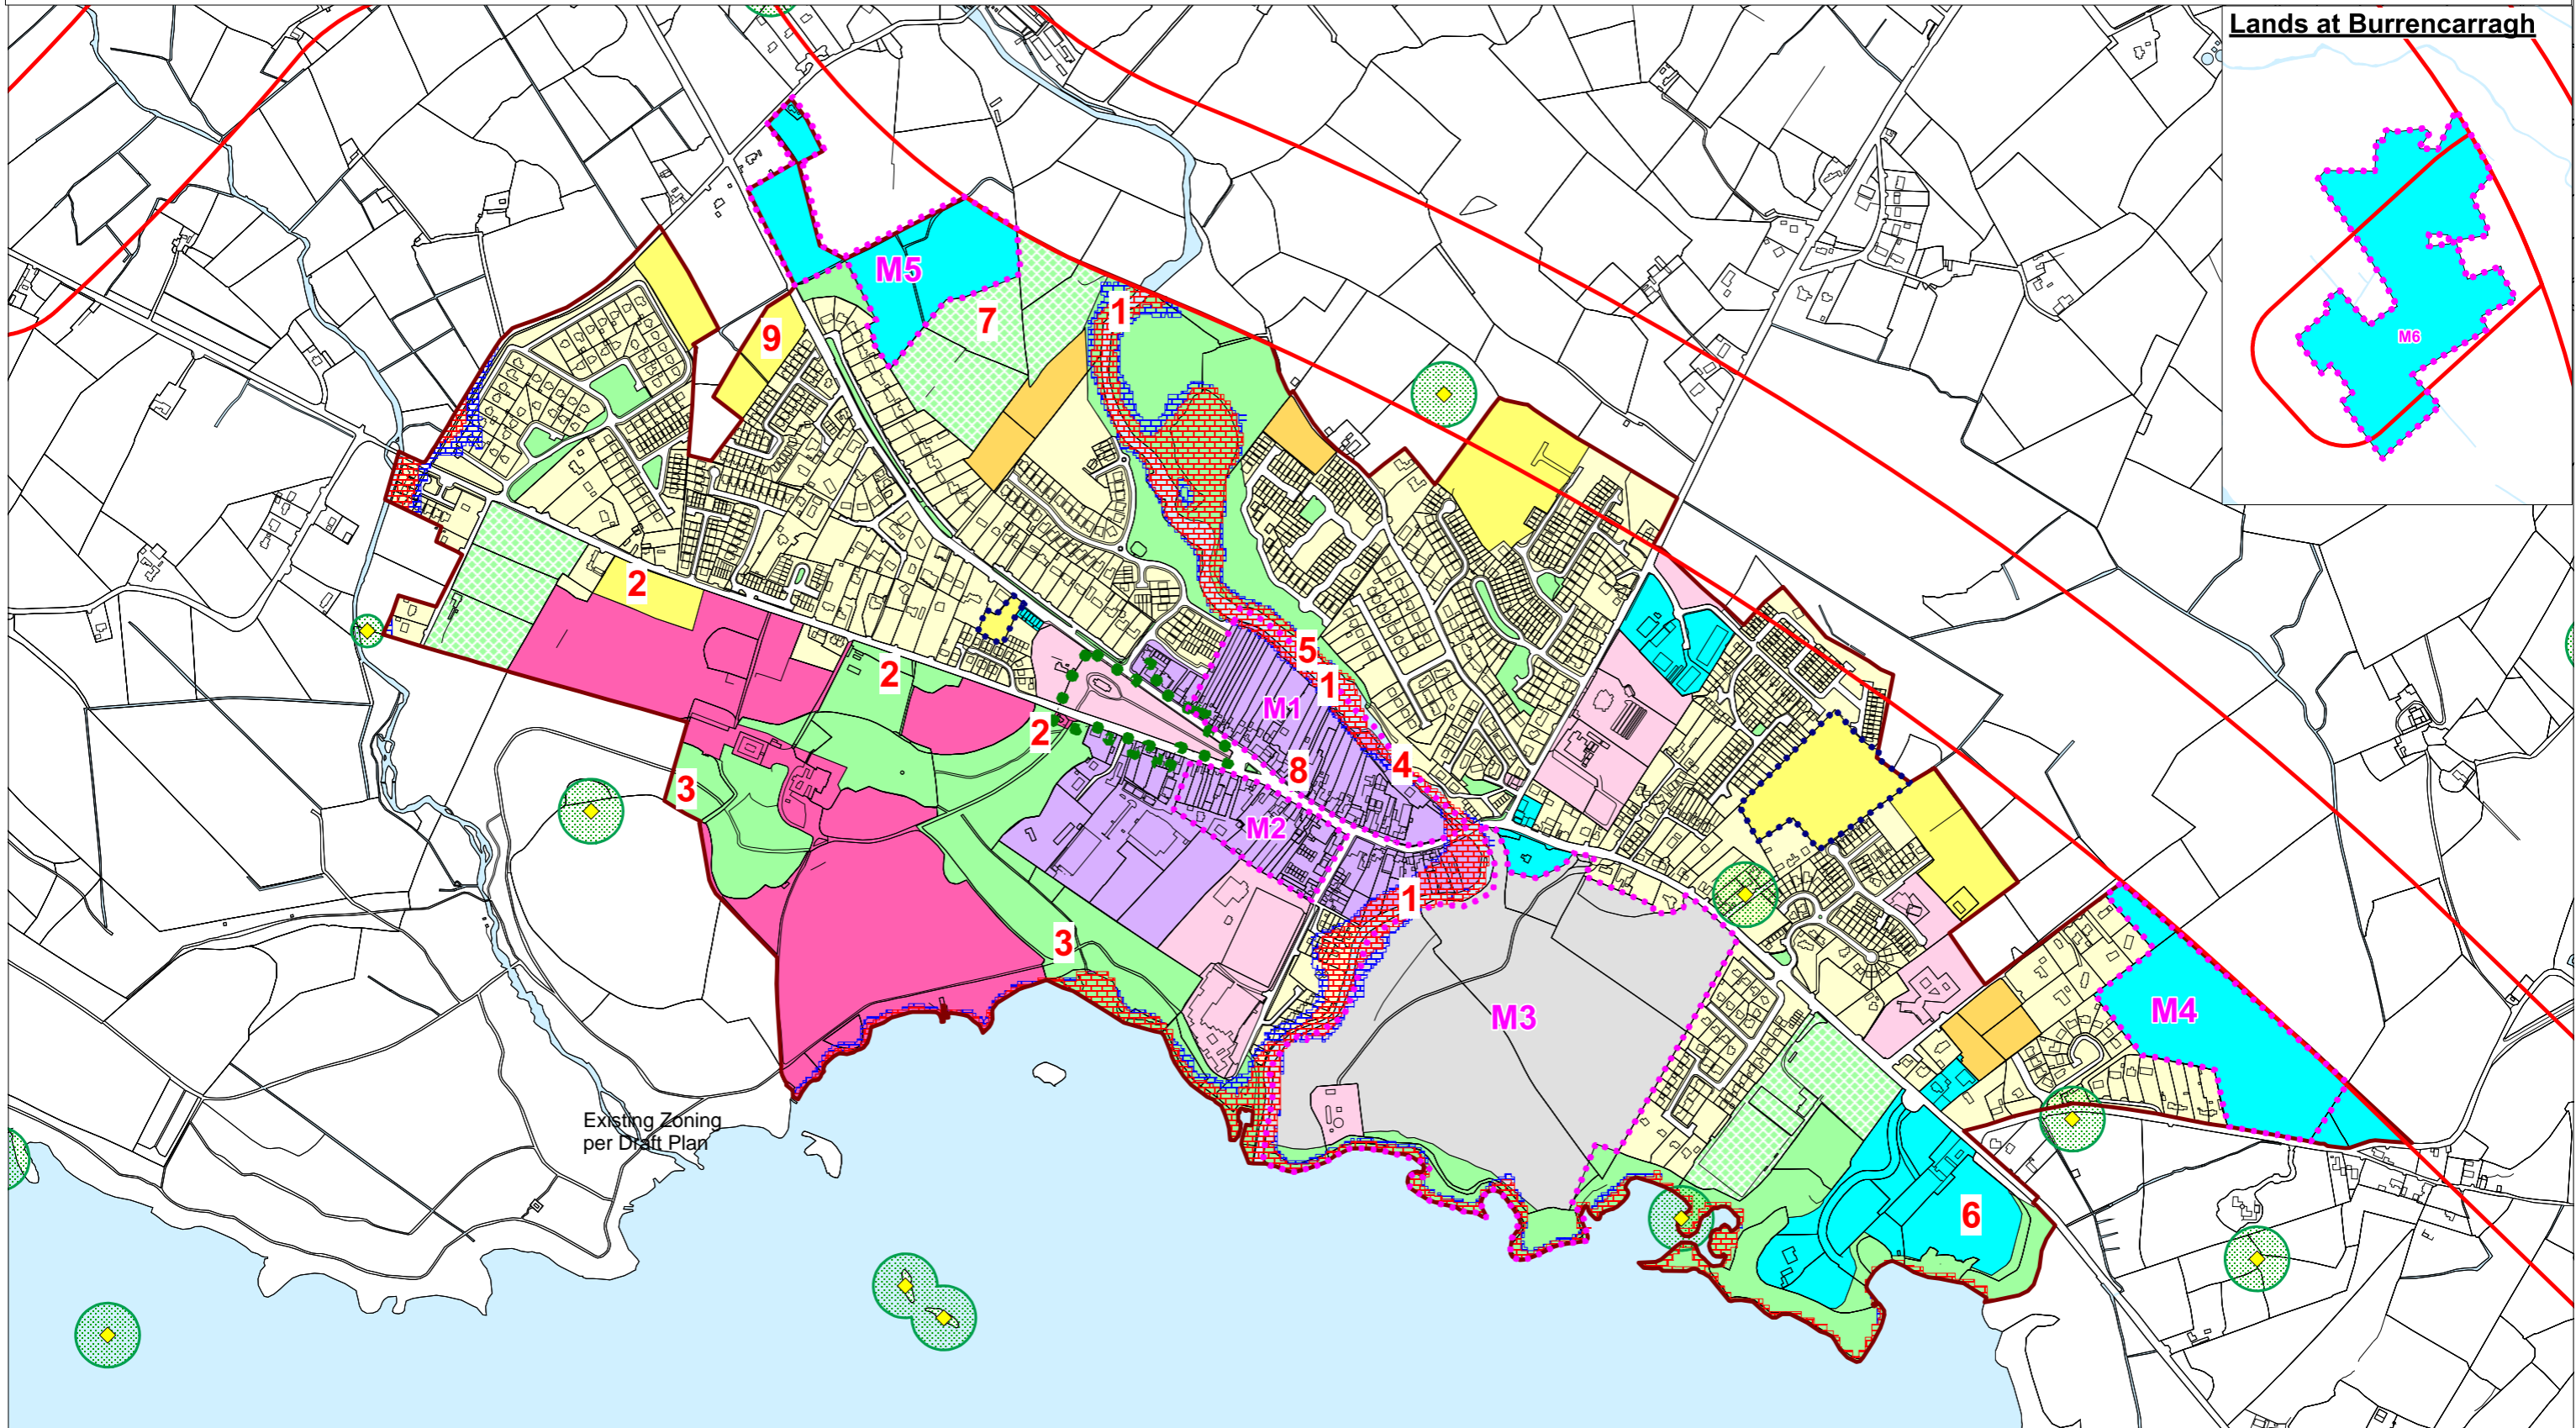 Lands at Burrencarragh
M6
M5
7
1
9
2
2
5
1
M1
2
8
4
3
M2
1
3
M3
M4
Existing Zoning
per Draft Plan
6